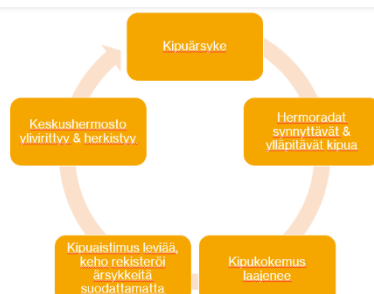 Kipuärsyke
Hermoradat
synnyttävät &
ylläpitävät kipua
Kipukokemus
laajenee
Kipuaistimus leviää,
keho rekisteröi
ärsykkeitä
suodattamatta
Keskushermosto
ylivirittyy & herkistyy